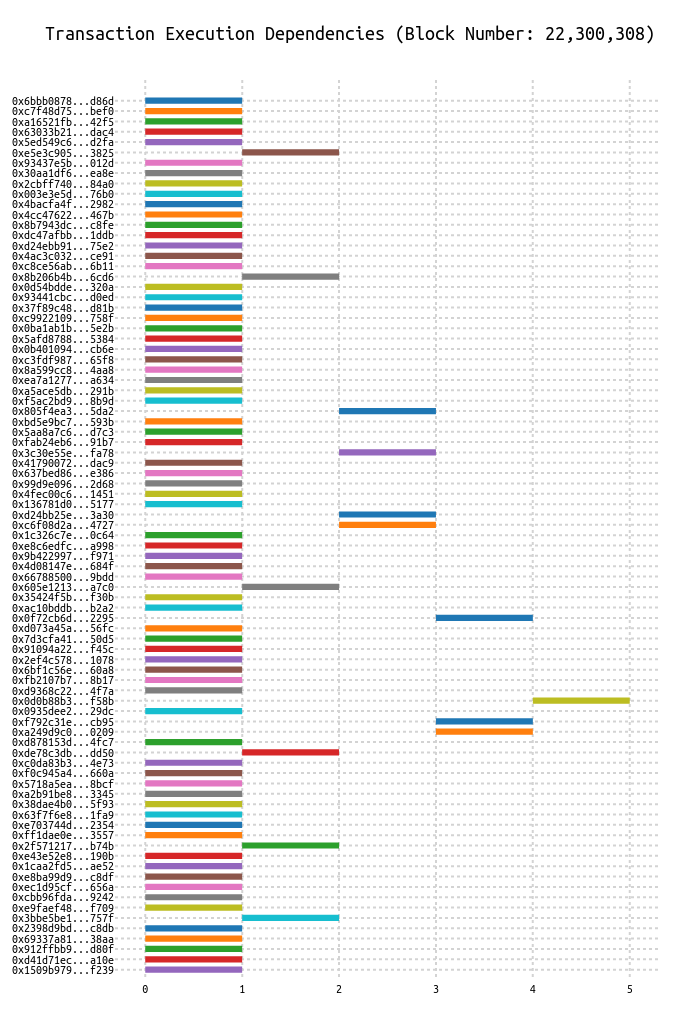 Transaction Execution Dependencies (Block Number: 22,300,308)
0x6bbb0878...d86d
0xc7f48d75...bef0
0xa16521fb...42f5
0x63033b21...dac4
0x5ed549c6...d2fa
0xe5e3c905...3825
0x93437e5b...012d
0x30aa1df6...ea8e
0x2cbff740...84a0
0x003e3e5d...76b0
0x4bacfa4f...2982
0x4cc47622...467b
0x8b7943dc...c8fe
0xdc47afbb...1ddb
0xd24ebb91...75e2
0x4ac3c032...ce91
0xc8ce56ab...6b11
0x8b206b4b...6cd6
0x0d54bdde...320a
0x93441cbc...d0ed
0x37f89c48...d81b
0xc9922109...758f
0x0ba1ab1b...5e2b
0x5afd8788...5384
0x0b401094...cb6e
0xc3fdf987...65f8
0x8a599cc8...4aa8
0xea7a1277...a634
0xa5ace5db...291b
0xf5ac2bd9...8b9d
0x805f4ea3...5da2
0xbd5e9bc7...593b
0x5aa8a7c6...d7c3
0xfab24eb6...91b7
0x3c30e55e...fa78
0x41790072...dac9
0x637bed86...e386
0x99d9e096...2d68
0x4fec00c6...1451
0x136781d0...5177
0xd24bb25e...3a30
0xc6f08d2a...4727
0x1c326c7e...0c64
0xe8c6edfc...a998
0x9b422997...f971
0x4d08147e...684f
0x66788500...9bdd
0x605e1213...a7c0
0x35424f5b...f30b
0xac10bddb...b2a2
0x0f72cb6d...2295
0xd073a45a...56fc
0x7d3cfa41...50d5
0x91094a22...f45c
0x2ef4c578...1078
0x6bf1c56e...60a8
0xfb2107b7...8b17
0xd9368c22...4f7a
0x0d0b88b3...f58b
0x0935dee2...29dc
0xf792c31e...cb95
0xa249d9c0...0209
0xd878153d...4fc7
0xde78c3db...dd50
0xc0da83b3...4e73
0xf0c945a4...660a
0x5718a5ea...8bcf
0xa2b91be8...3345
0x38dae4b0...5f93
0x63f7f6e8...1fa9
0xe703744d...2354
0xff1dae0e...3557
0x2f571217...b74b
0xe43e52e8...190b
0x1caa2fd5...ae52
0xe8ba99d9...c8df
0xec1d95cf...656a
0xcbb96fda...9242
0xe9faef48...f709
0x3bbe5be1...757f
0x2398d9bd...c8db
0x69337a81...38aa
0x912ffbb9...d80f
0xd41d71ec...a10e
0x1509b979...f239
0 1 2 3 4 5